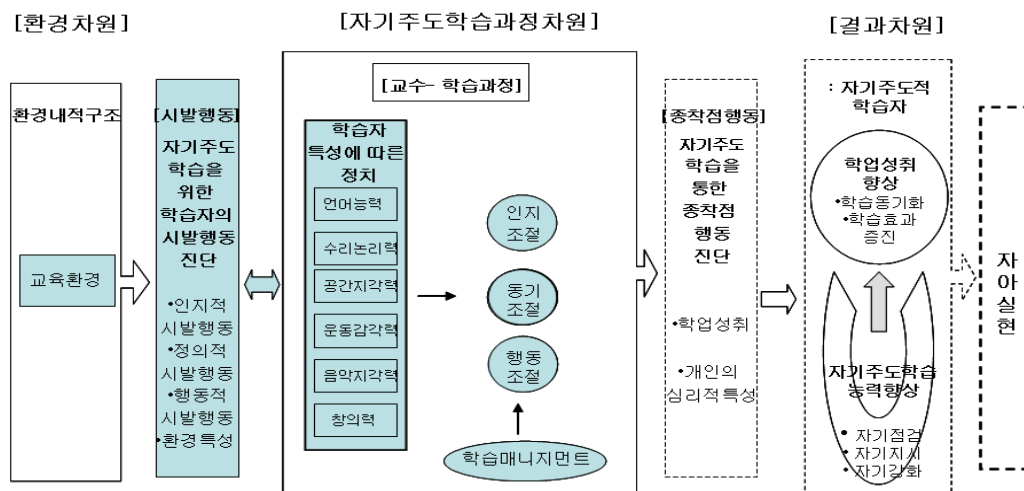 [환경차원]
[자기주도학습과정차원]
[결과차원]
환경내적구조
교육환경
[시발행동]
자기주도
학습을
위한
학습자의
시발행동
진단
•인지적
시발행동
•정의적
시발행동
•행동적
시발행동
•환경특성
[교수- 학습과정]
학습자
특성에 따른
정치
언어능력
수리논리력
공간지각력
운동감각력
음악지각력
창의력
인지
조절
동기
조절
행동
조절
학습매니지먼트
[종착점행동]
자기주도
학습을
통한
종착점
행동
진단
•학업성취
•개인의
심리적특성
: 자기주도적
학습자
학업성취
향상
•학습동기화
•학습효과
증진
자기주도학습
능력향상
• 자기점검
• 자기지시
• 자기강화
자
아
실
현